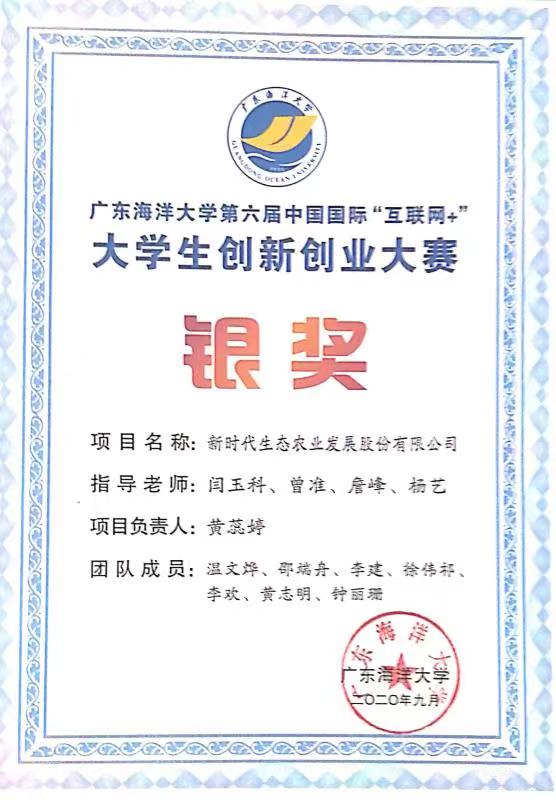 广东海洋大学
GUANGDONG OCEAN UNIVERSITY
广东海洋大学第六届中国国际“互联网+”
大学生创新创业大赛
银奖
项目名称：新时代生态农业发展股份有限公司
指导老师：闫玉科、曾准、詹峰、杨艺
项目负责人：黄蕊婷
团队成员：温文烨、邵端舟、李建、徐伟祁、
李欢、黄志明、钟丽珊
广东海洋大学
广东海洋大学
二〇二〇年九月